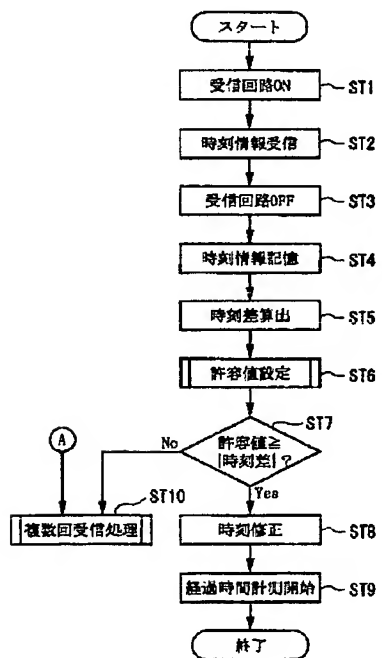 スタート
受信回路ON
ST1
時刻情報受信
ST2
受信回路OFF
ST3
時刻情報記憶
ST4
時刻差算出
ST5
許容値設定
ST6
ST7
許容値≧
|時刻差|?
No
Yes
A
ST10
複数回受信処理
時刻修正
ST8
経過時間計測開始
ST9
終了